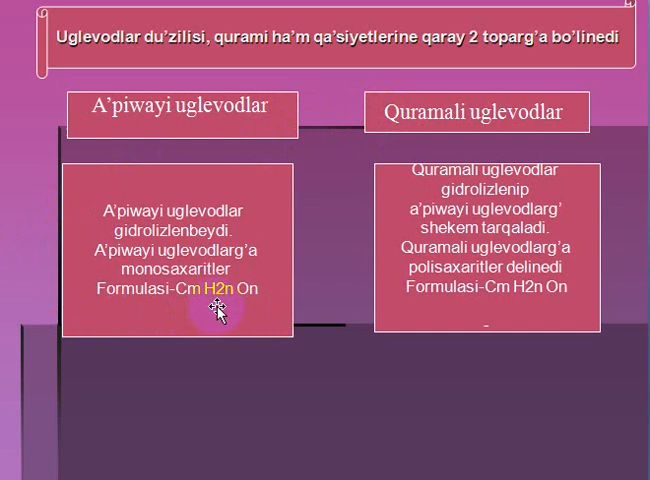 Uglevodlar du’zilisi, qurami ha’m qa’siyetlerine qaray 2 toparg’a bo’linedi
A’piwayi uglevodlar
Quramali uglevodlar
A’piwayi uglevodlar
gidrolizlenbeydi.
A’piwayi uglevodlarg’a
monosaxaritler
Formulasi-Cm H2n On
Quramali uglevodlar
gidrolizlenip
a’piwayi uglevodlarg’
shekem tarqaladi.
Quramali uglevodlarg’a
polisaxaritler delinedi
Formulasi-Cm H2n On
-